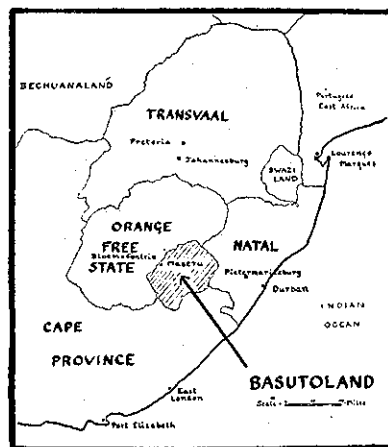 BECHUANALAND
Portugese
East Africa
TRANSVAAL
Pretoria
Johannesburg
Lourenço
Marques
SWAZI
LAND
ORANGE
FREE
STATE
Bloemfontein
Maseru
NATAL
Pietermaritzburg
Durban
INDIAN
OCEAN
CAPE
PROVINCE
BASUTOLAND
East
London
Scale
Miles
Port Elizabeth